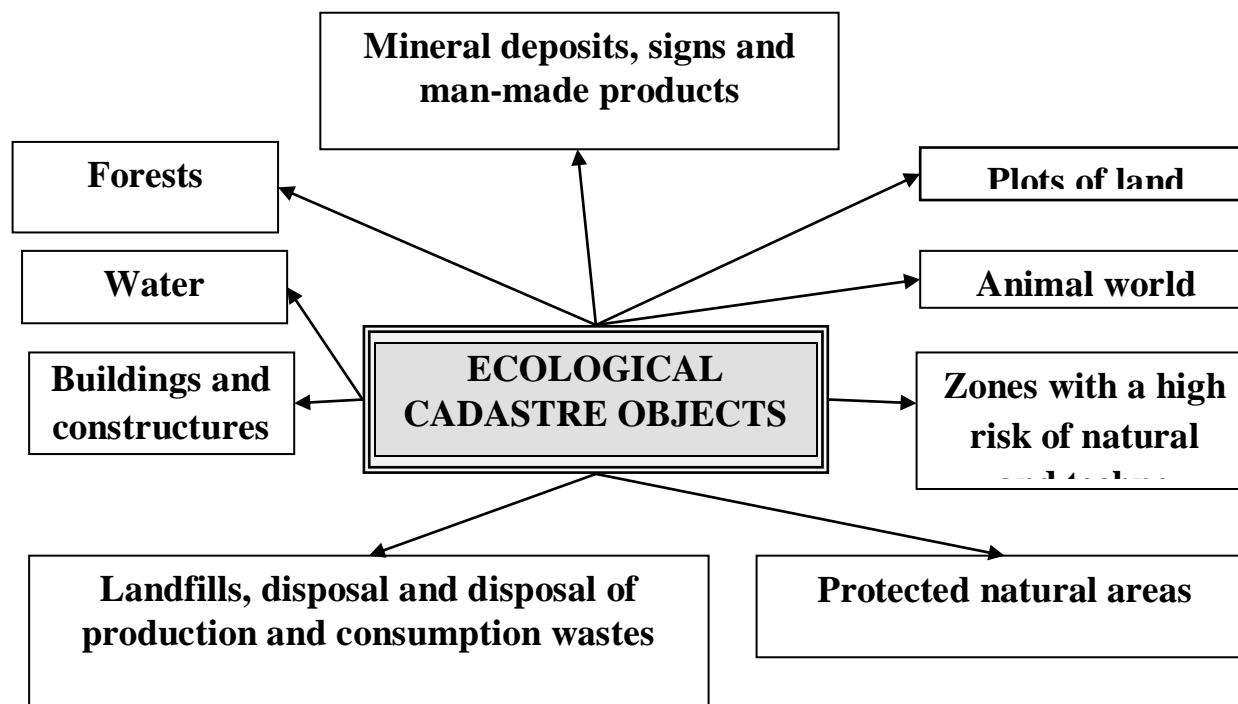 Mineral deposits, signs and
man-made products
Forests
Plots of land
Water
Animal world
ECOLOGICAL
CADASTRE OBJECTS
Buildings and
constructures
Zones with a high
risk of natural
Landfills, disposal and disposal of
production and consumption wastes
Protected natural areas